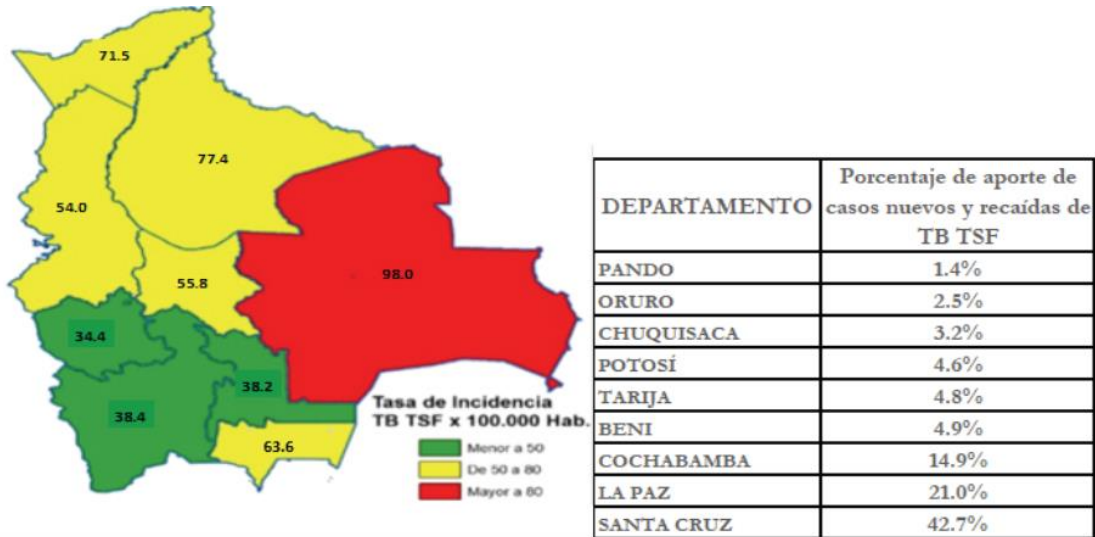 71.5
77.4
54.0
55.8
98.0
34.4
38.2
38.4
63.6
Tasa de Incidencia
TB TSF x 100.000 Hab.
Menor a 50
De 50 a 80
Mayor a 80
DEPARTAMENTO Porcentaje de aporte de casos nuevos y recaídas de TB TSF
PANDO 1.4%
ORURO 2.5%
CHUQUISACA 3.2%
POTOSÍ 4.6%
TARIJA 4.8%
BENI 4.9%
COCHABAMBA 14.9%
LA PAZ 21.0%
SANTA CRUZ 42.7%